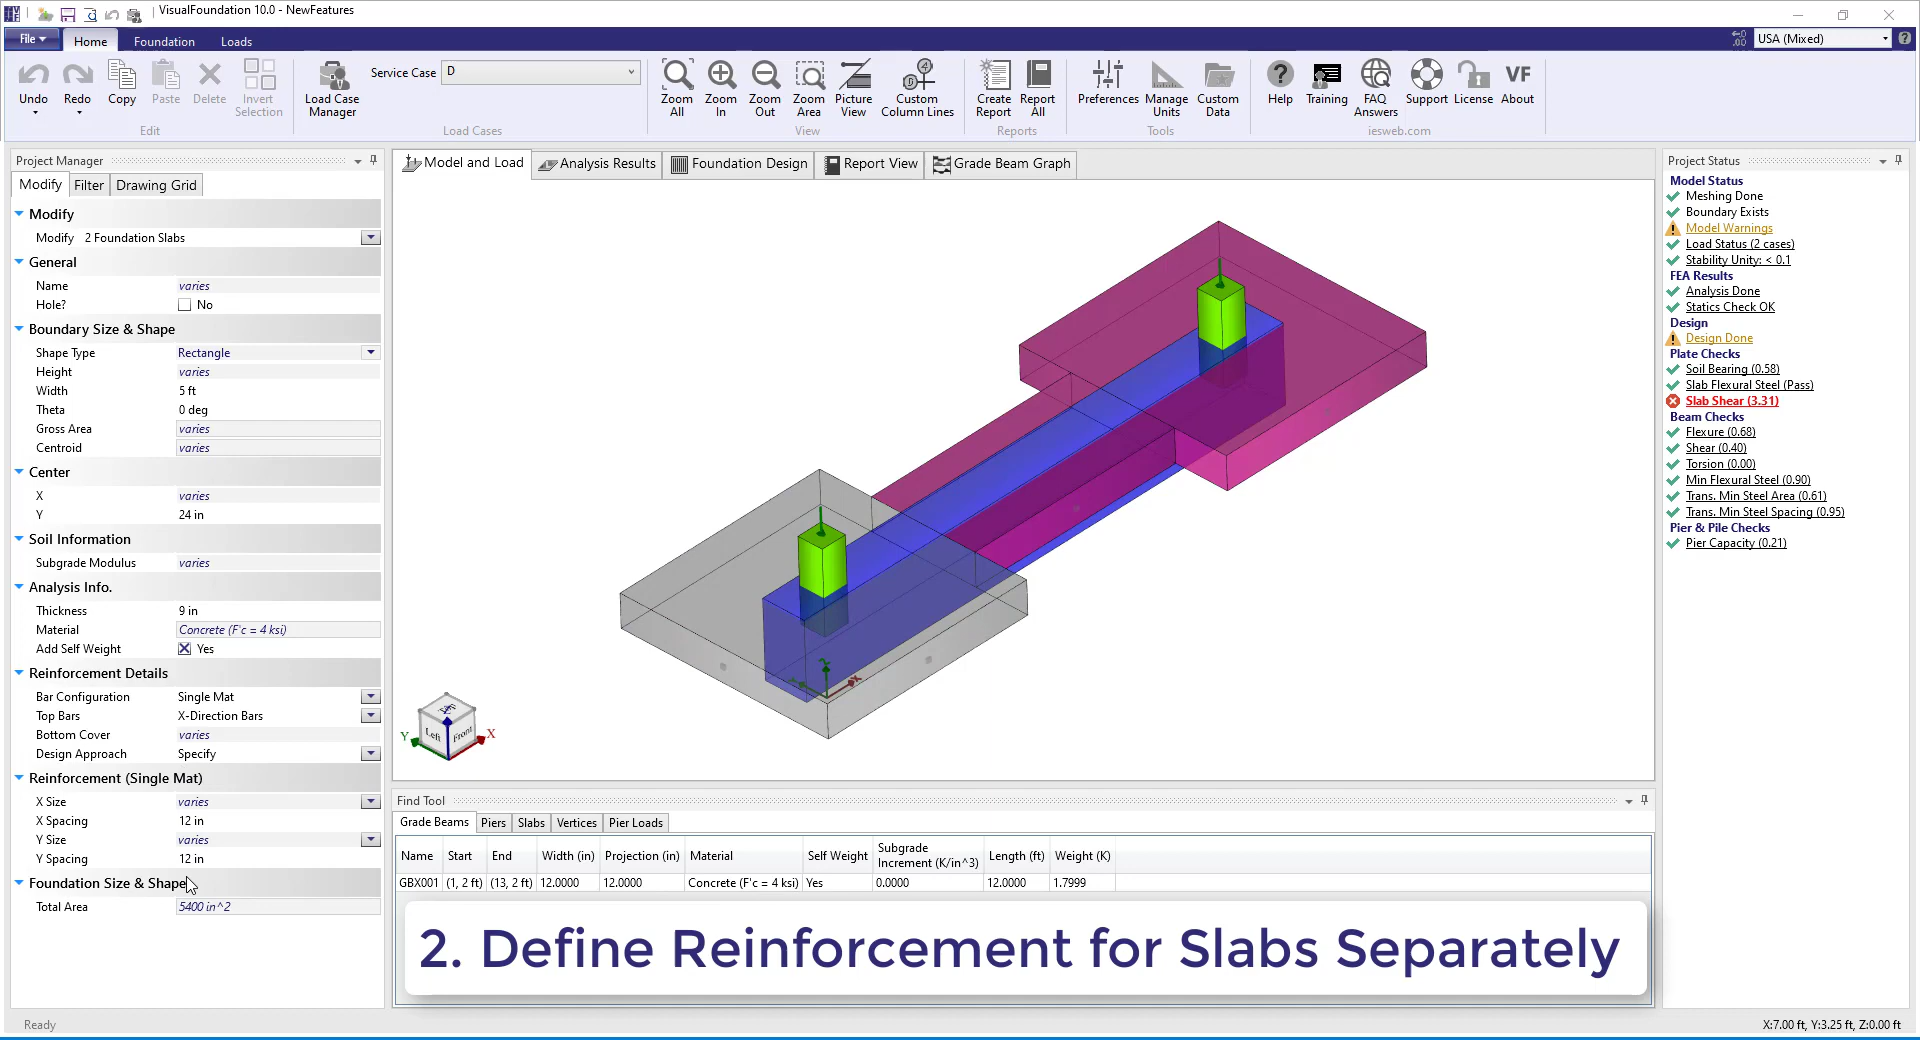 VisualFoundation 10.0 - NewFeatures
File Home Foundation Loads USA (Mixed)
Undo Redo Copy Paste Delete Invert Selection
Edit
Load Case Manager Service Case D
Load Cases
Zoom All Zoom In Zoom Out Zoom Area Picture View Custom Column Lines
View
Create Report Report All
Reports
Preferences Manage Units Custom Data
Tools
Help Training FAQ Answers Support License VF About
iesweb.com
Project Manager
Modify Filter Drawing Grid
Modify
Modify 2 Foundation Slabs
General
Name varies
Hole? No
Boundary Size & Shape
Shape Type Rectangle
Height varies
Width 5 ft
Theta 0 deg
Gross Area varies
Centroid varies
Center
X varies
Y 24 in
Soil Information
Subgrade Modulus varies
Analysis Info.
Thickness 9 in
Material Concrete (F'c = 4 ksi)
Add Self Weight Yes
Reinforcement Details
Bar Configuration Single Mat
Top Bars X-Direction Bars
Bottom Cover varies
Design Approach Specify
Reinforcement (Single Mat)
X Size varies
X Spacing 12 in
Y Size varies
Y Spacing 12 in
Foundation Size & Shape
Total Area 5400 in^2
Model and Load Analysis Results Foundation Design Report View Grade Beam Graph
X
Left Front
Y X
Find Tool
Grade Beams Piers Slabs Vertices Pier Loads
Name Start End Width (in) Projection (in) Material Self Weight Subgrade Increment (K/in^3) Length (ft) Weight (K)
GBX001 (1, 2 ft) (13, 2 ft) 12.0000 12.0000 Concrete (F'c = 4 ksi) Yes 0.0000 12.0000 1.7999
2. Define Reinforcement for Slabs Separately
Project Status
Model Status
Meshing Done
Boundary Exists
Model Warnings
Load Status (2 cases)
Stability Unity: < 0.1
FEA Results
Analysis Done
Statics Check OK
Design
Design Done
Plate Checks
Soil Bearing (0.58)
Slab Flexural Steel (Pass)
Slab Shear (3.31)
Beam Checks
Flexure (0.68)
Shear (0.40)
Torsion (0.00)
Min Flexural Steel (0.90)
Trans. Min Steel Area (0.61)
Trans. Min Steel Spacing (0.95)
Pier & Pile Checks
Pier Capacity (0.21)
Ready
X:7.00 ft, Y:3.25 ft, Z:0.00 ft